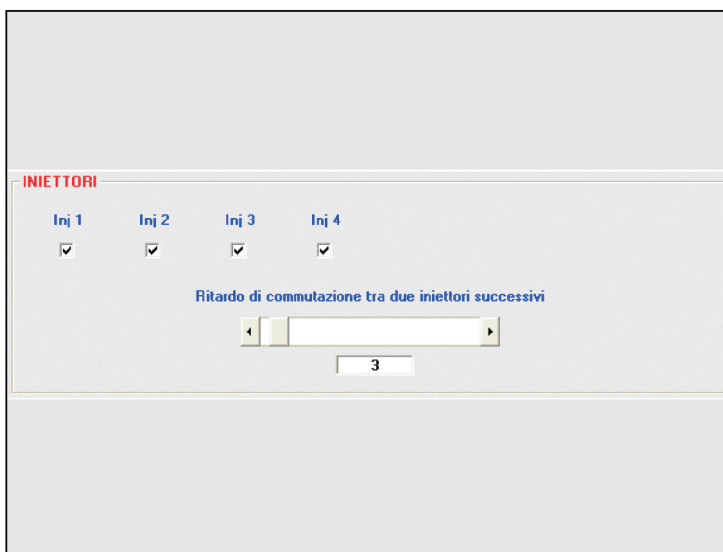 INIETTORI
Inj 1 Inj 2 Inj 3 Inj 4
Ritardo di commutazione tra due iniettori successivi
3